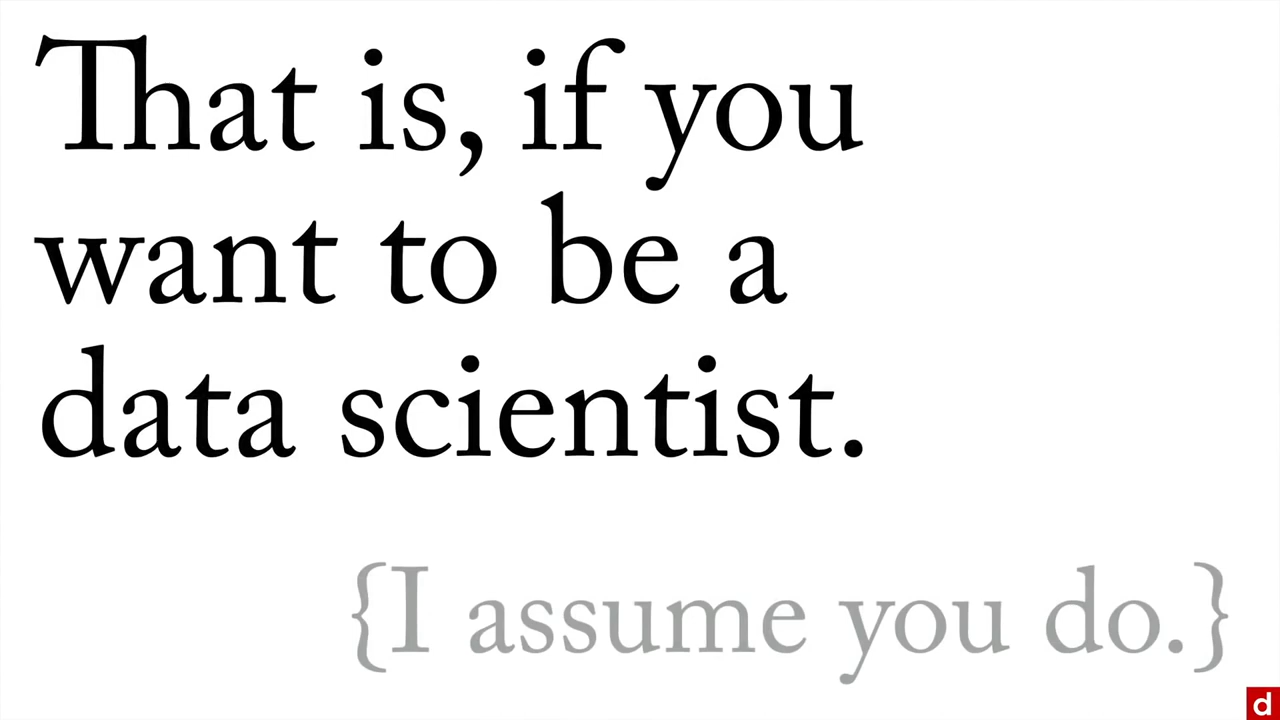 That is, if you
want to be a
data scientist.
{I assume you do.}
d